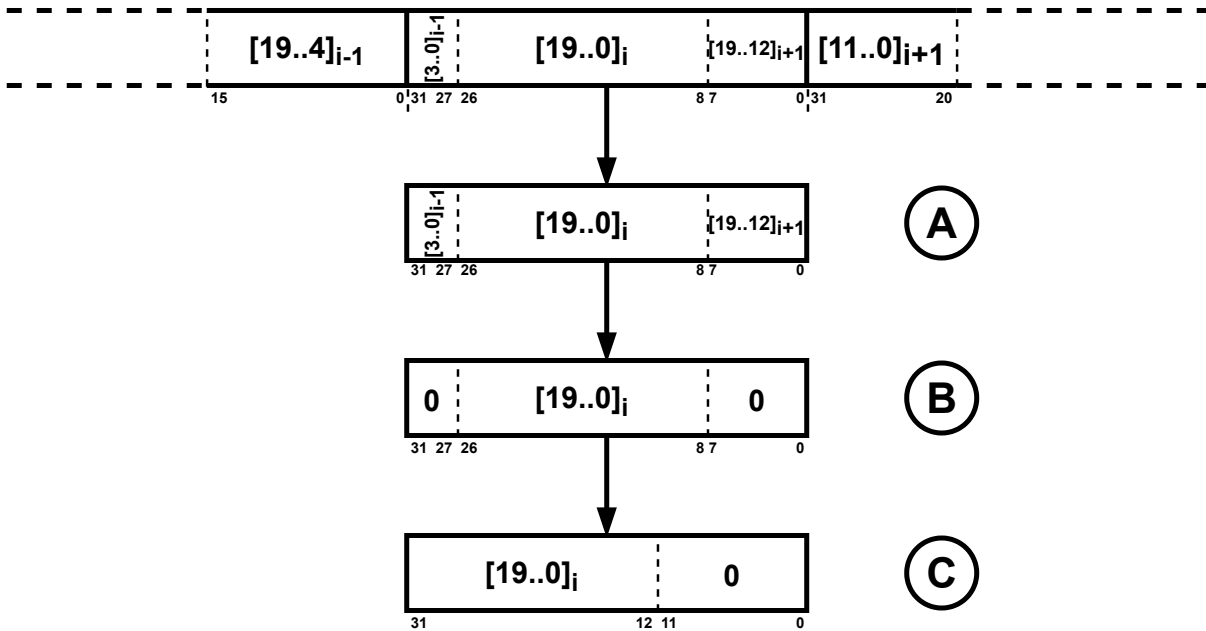 [19..4]i-1 [3..0]i-1 [19..0]i [19..12]i+1 [11..0]i+1
15 0 31 27 26 8 7 0 31 20
[3..0]i-1 [19..0]i [19..12]i+1 A
31 27 26 8 7 0
0 [19..0]i 0 B
31 27 26 8 7 0
[19..0]i 0 C
31 12 11 0